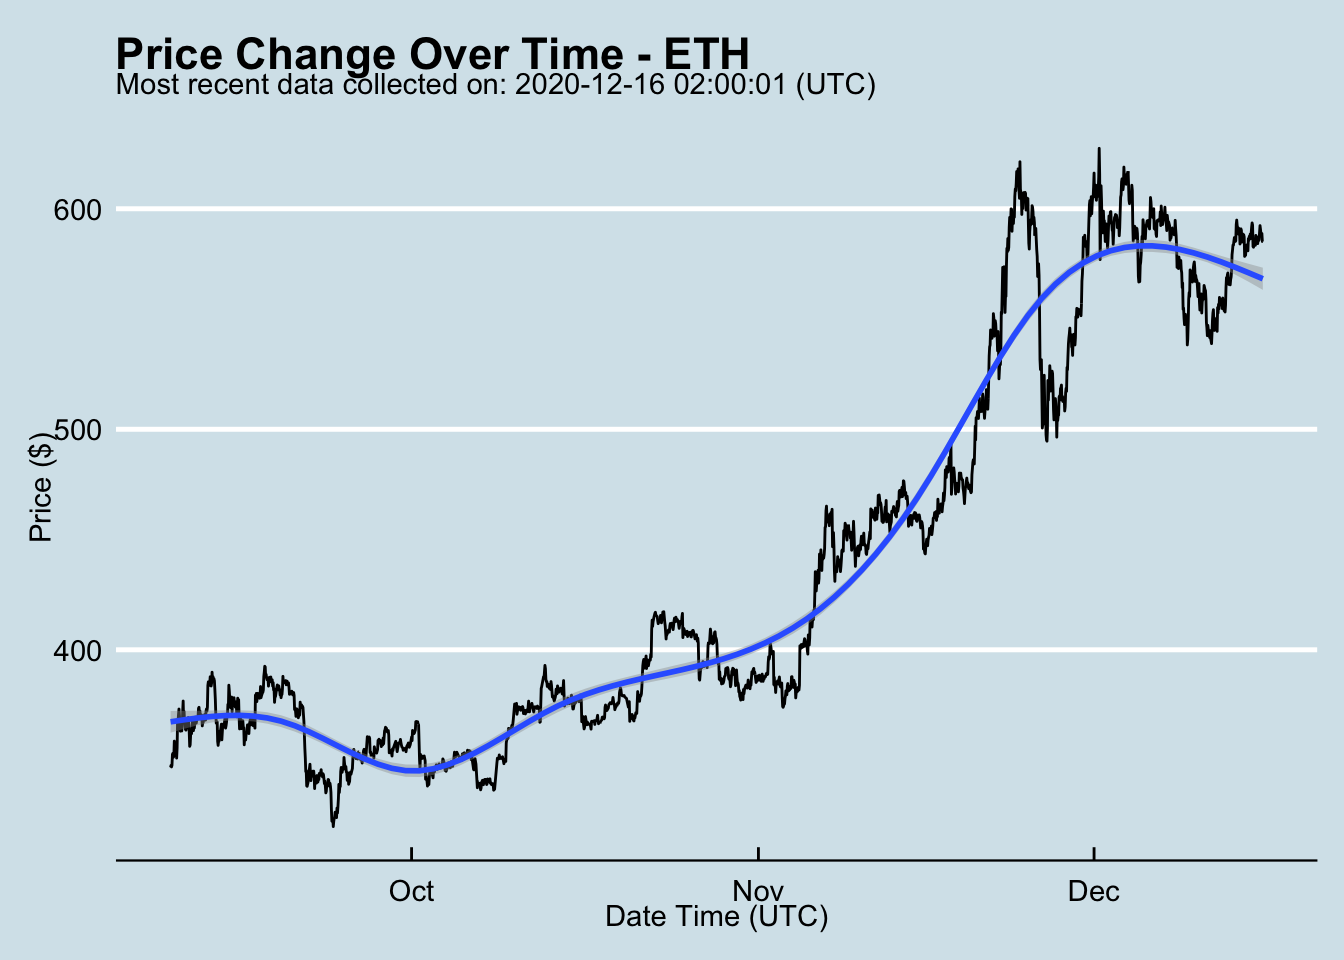 Price Change Over Time - ETH
Most recent data collected on: 2020-12-16 02:00:01 (UTC)
600
500
400
Price ($)
Oct
Nov
Dec
Date Time (UTC)